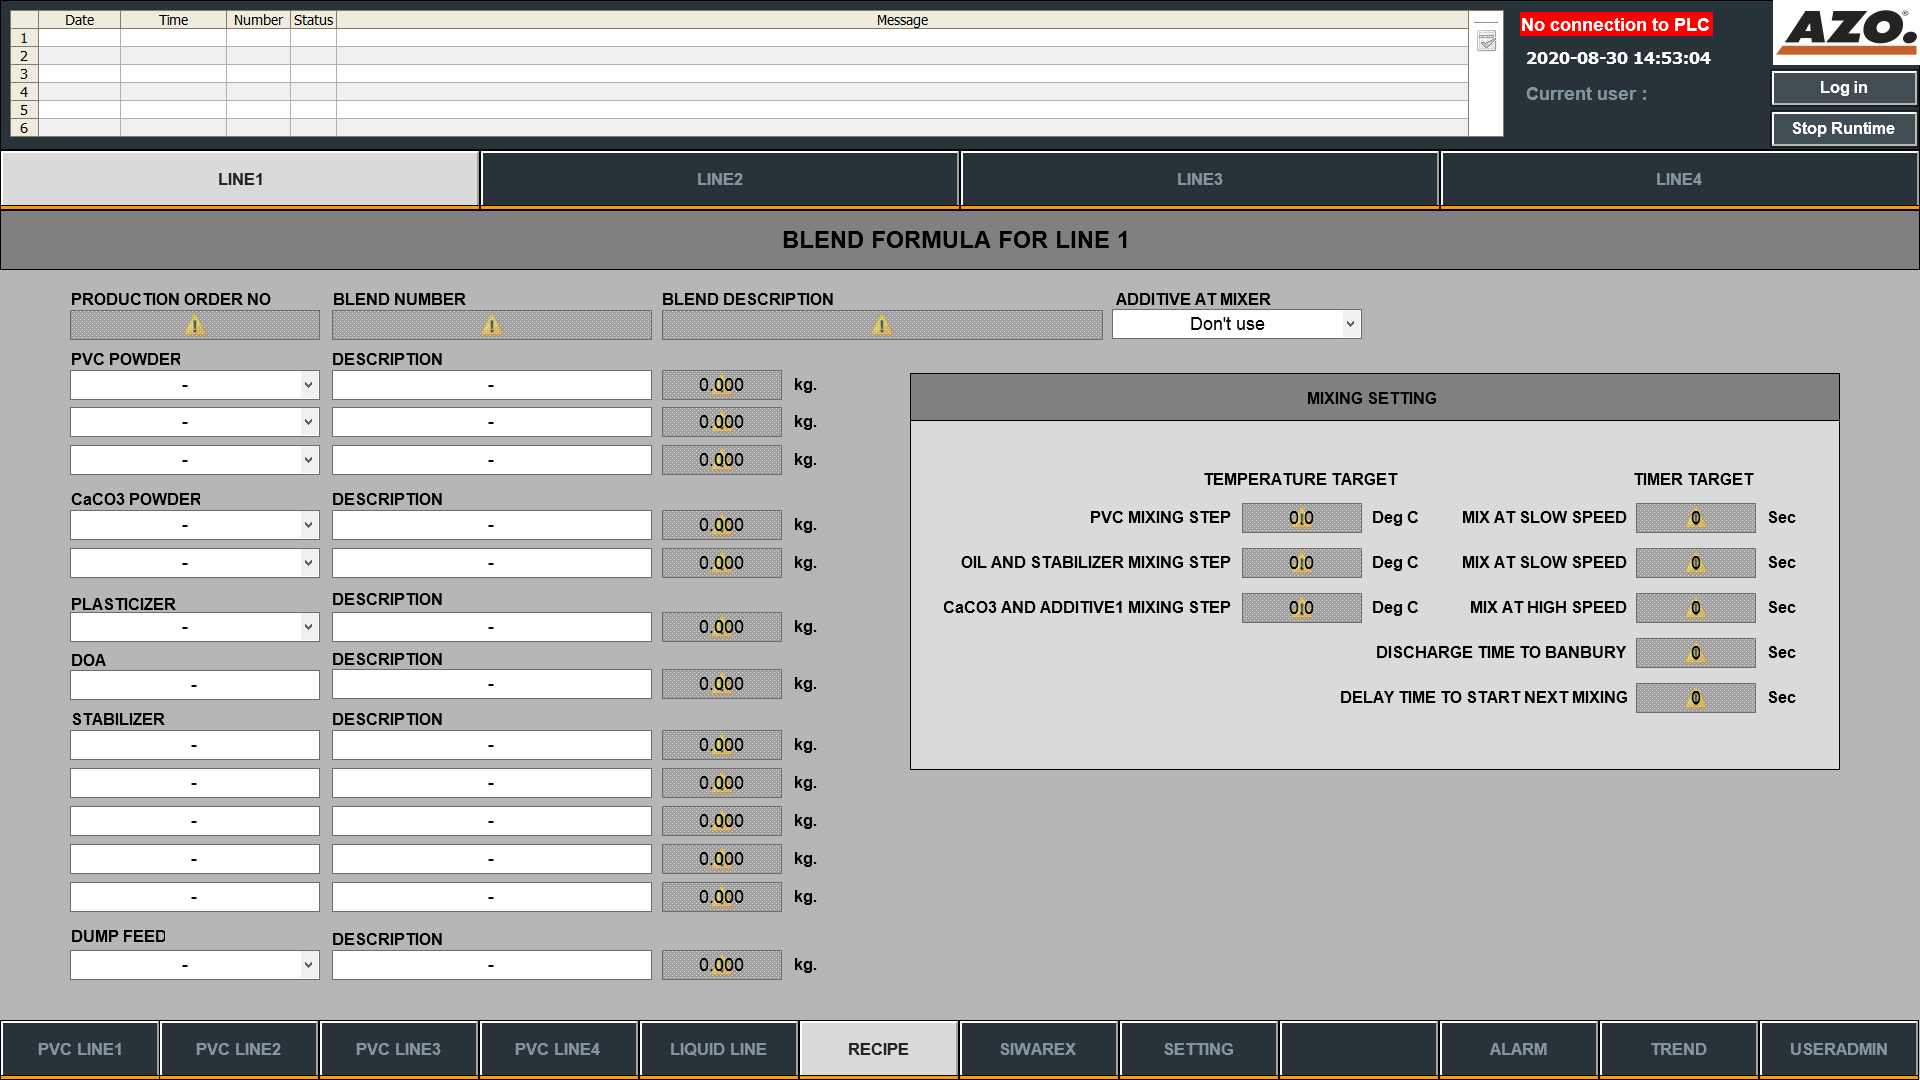 Date Time Number Status Message
1
2
3
4
5
6
No connection to PLC
2020-08-30 14:53:04
Current user :
AZO.®
Log in
Stop Runtime
LINE1 LINE2 LINE3 LINE4
BLEND FORMULA FOR LINE 1
PRODUCTION ORDER NO BLEND NUMBER BLEND DESCRIPTION ADDITIVE AT MIXER
Don't use
PVC POWDER DESCRIPTION
- - 0.000 kg.
- - 0.000 kg.
- - 0.000 kg.
CaCO3 POWDER DESCRIPTION
- - 0.000 kg.
- - 0.000 kg.
PLASTICIZER DESCRIPTION
- - 0.000 kg.
DOA DESCRIPTION
- - 0.000 kg.
STABILIZER DESCRIPTION
- - 0.000 kg.
- - 0.000 kg.
- - 0.000 kg.
- - 0.000 kg.
- - 0.000 kg.
DUMP FEED DESCRIPTION
- - 0.000 kg.
MIXING SETTING
TEMPERATURE TARGET TIMER TARGET
PVC MIXING STEP 0.0 Deg C MIX AT SLOW SPEED 0 Sec
OIL AND STABILIZER MIXING STEP 0.0 Deg C MIX AT SLOW SPEED 0 Sec
CaCO3 AND ADDITIVE1 MIXING STEP 0.0 Deg C MIX AT HIGH SPEED 0 Sec
DISCHARGE TIME TO BANBURY 0 Sec
DELAY TIME TO START NEXT MIXING 0 Sec
PVC LINE1 PVC LINE2 PVC LINE3 PVC LINE4 LIQUID LINE RECIPE SIWAREX SETTING ALARM TREND USERADMIN